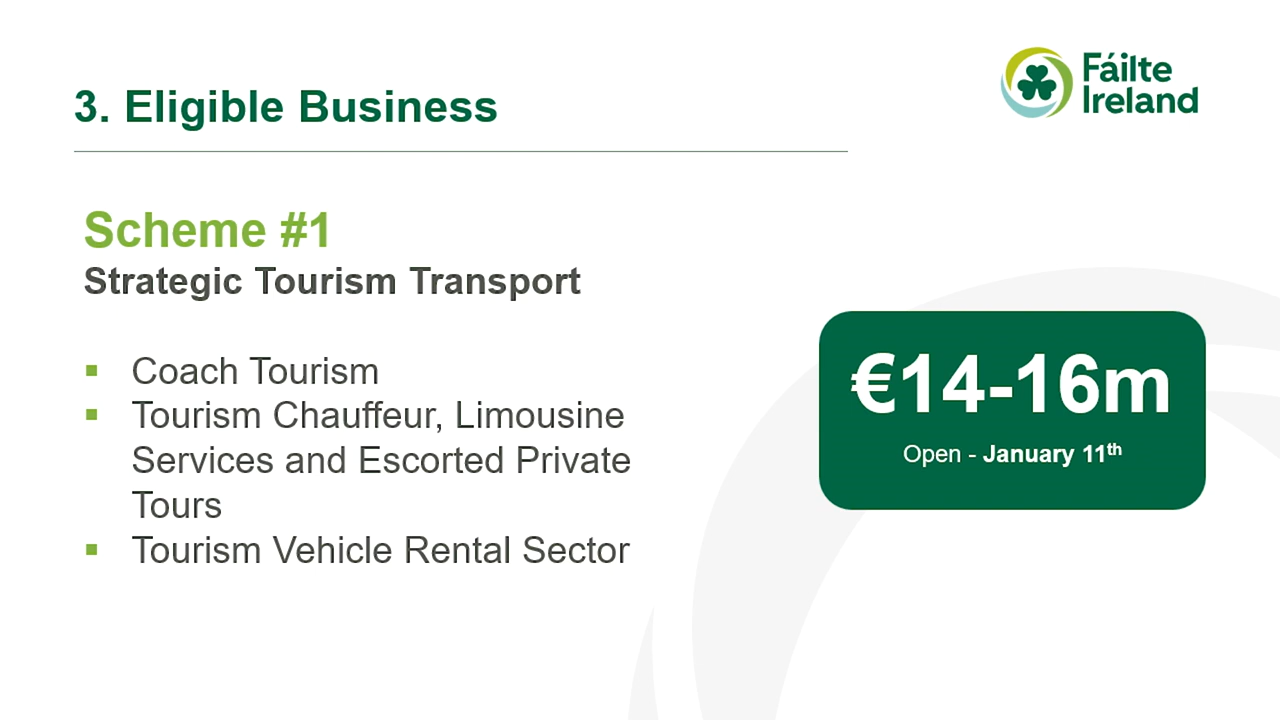 3. Eligible Business
Fáilte
Ireland
Scheme #1
Strategic Tourism Transport
▪ Coach Tourism
▪ Tourism Chauffeur, Limousine
Services and Escorted Private
Tours
▪ Tourism Vehicle Rental Sector
€14-16m
Open - January 11th